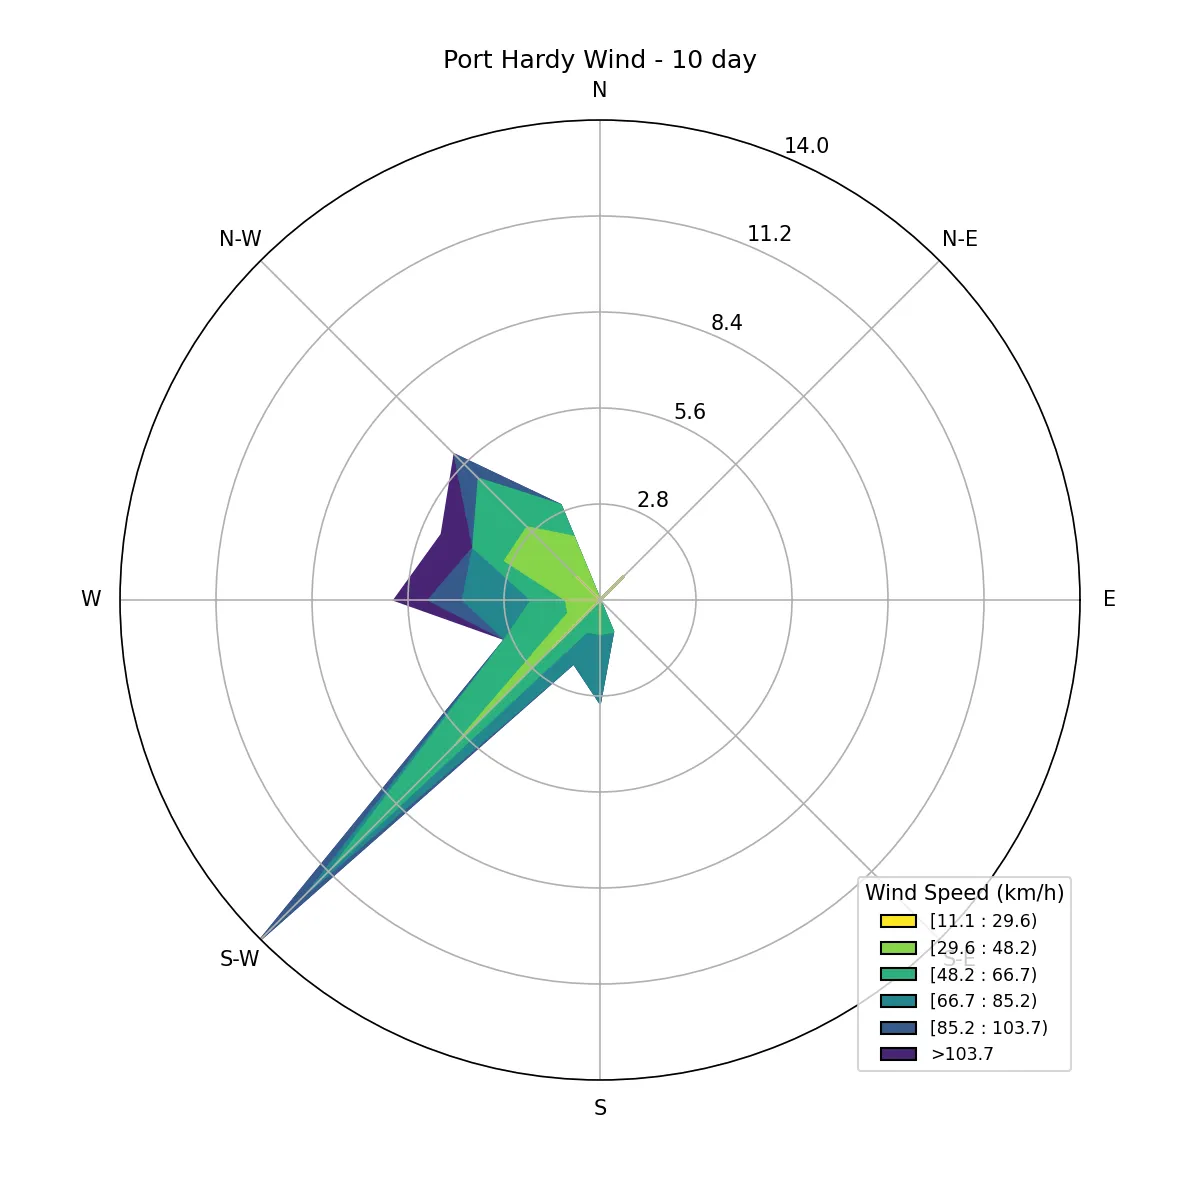 Port Hardy Wind - 10 day
N
14.0
N-W
N-E
11.2
8.4
5.6
2.8
W
E
Wind Speed (km/h)
[11.1 : 29.6)
[29.6 : 48.2)
S-W
S-E
[48.2 : 66.7)
[66.7 : 85.2)
[85.2 : 103.7)
>103.7
S